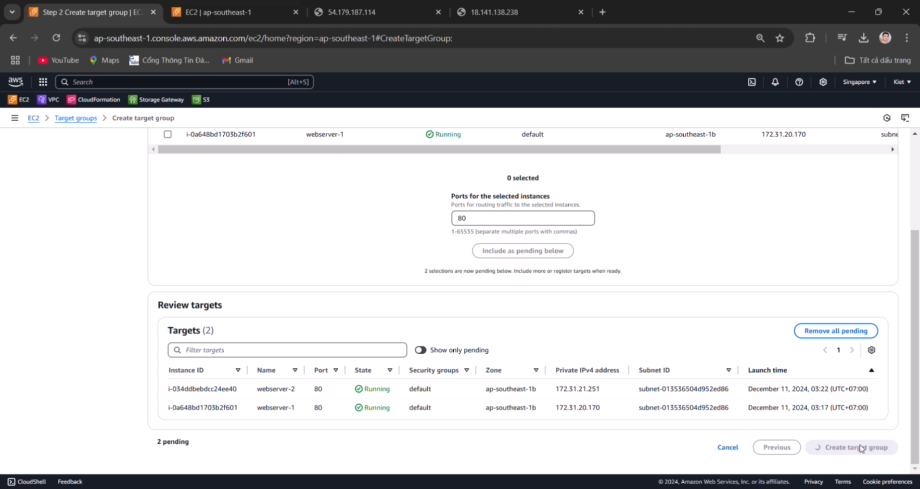 Step 2 Create target group | EC
EC2 | ap-southeast-1
54.179.187.114
18.141.138.238
ap-southeast-1.console.aws.amazon.com/ec2/home?region=ap-southeast-1#CreateTargetGroup:
YouTube
Maps
Cổng Thông Tin Đà...
Gmail
Tất cả dấu trang
aws
Search
[Alt+S]
Singapore
Kiet
EC2
VPC
CloudFormation
Storage Gateway
S3
EC2 > Target groups > Create target group
i-0a648bd1703b2f601 webserver-1 Running default ap-southeast-1b 172.31.20.170 subne
0 selected
Ports for the selected instances
Ports for routing traffic to the selected instances.
80
1-65535 (separate multiple ports with commas)
Include as pending below
2 selections are now pending below. Include more or register targets when ready.
Review targets
Targets (2)
Remove all pending
Filter targets
Show only pending
1
Instance ID Name Port State Security groups Zone Private IPv4 address Subnet ID Launch time
i-034ddbebdcc24ee40 webserver-2 80 Running default ap-southeast-1b 172.31.21.251 subnet-013536504d952ed86 December 11, 2024, 03:22 (UTC+07:00)
i-0a648bd1703b2f601 webserver-1 80 Running default ap-southeast-1b 172.31.20.170 subnet-013536504d952ed86 December 11, 2024, 03:17 (UTC+07:00)
2 pending
Cancel
Previous
Create target group
CloudShell
Feedback
© 2024, Amazon Web Services, Inc. or its affiliates.
Privacy
Terms
Cookie preferences